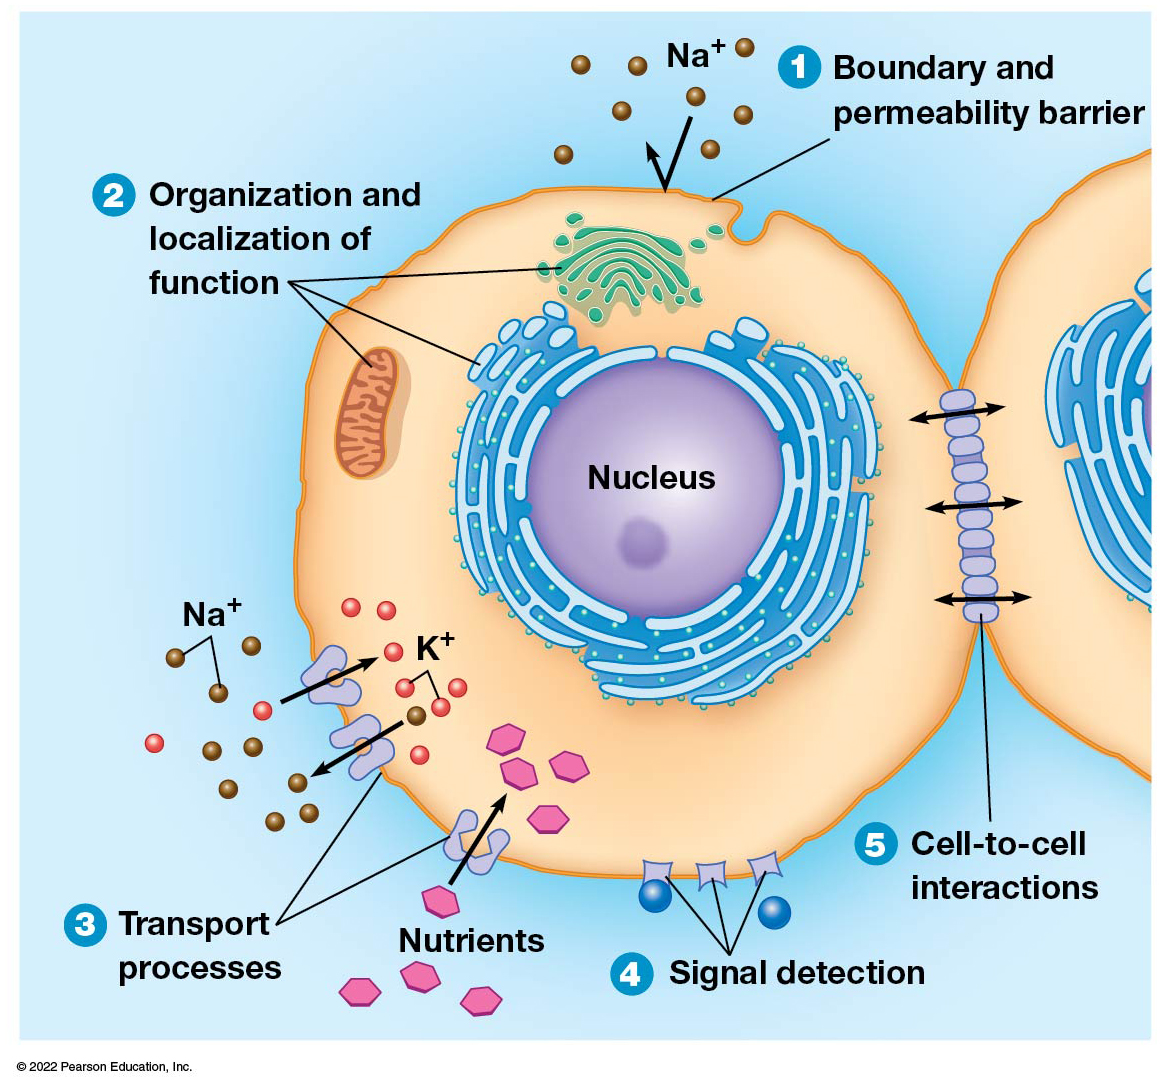 Na+
1 Boundary and
permeability barrier
2 Organization and
localization of
function
Nucleus
Na+
K+
3 Transport
processes
Nutrients
4 Signal detection
5 Cell-to-cell
interactions
© 2022 Pearson Education, Inc.